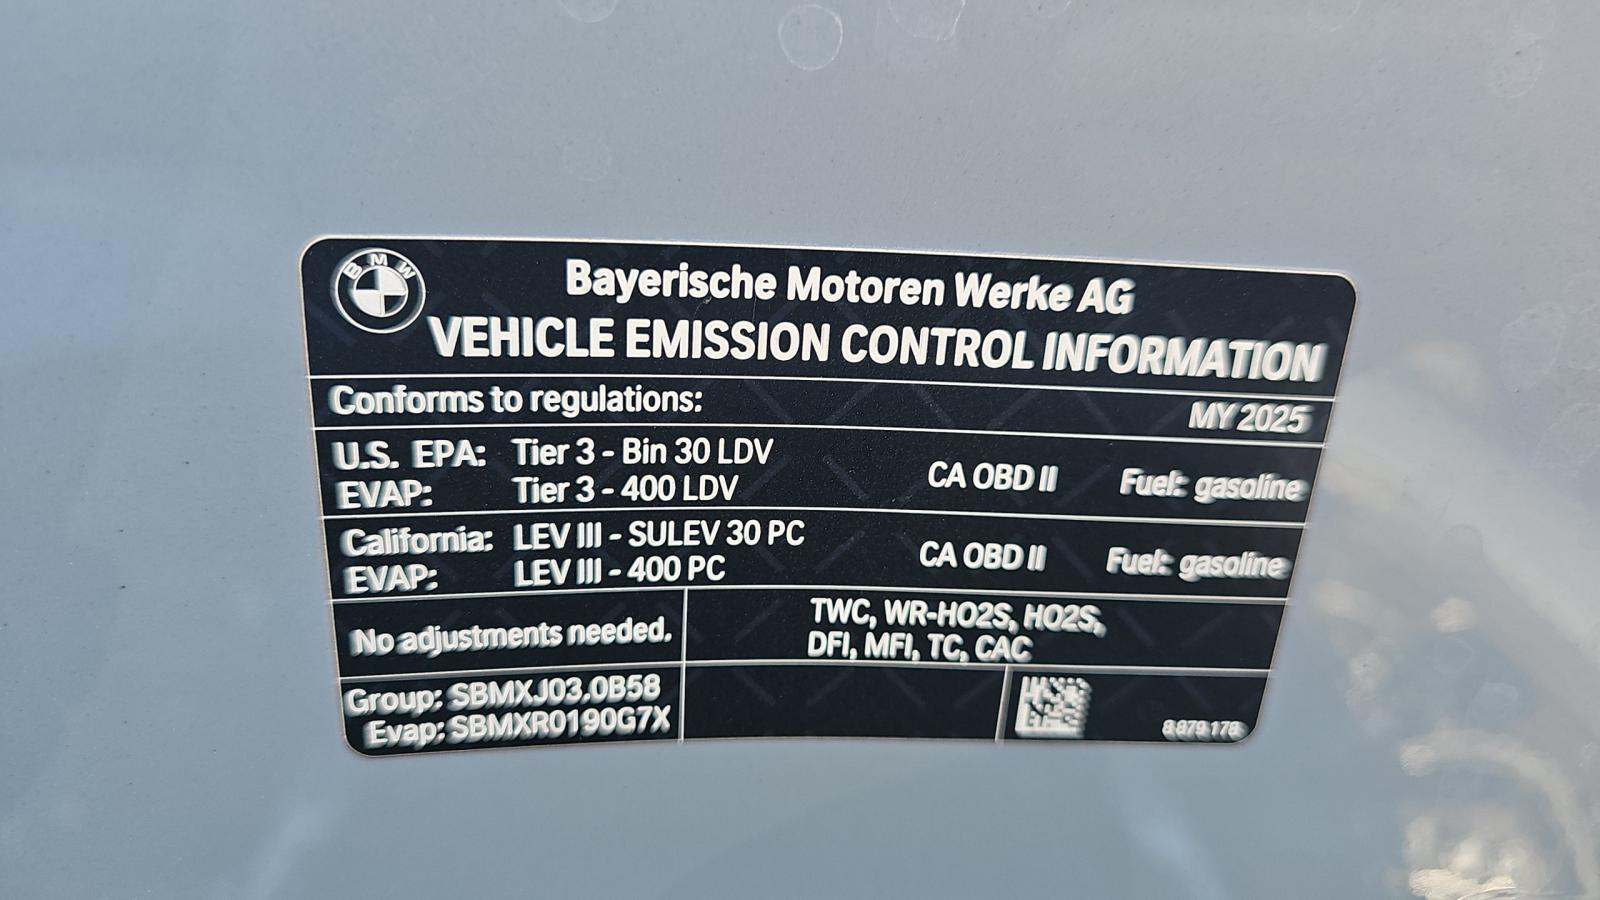 BMW
Bayerische Motoren Werke AG
VEHICLE EMISSION CONTROL INFORMATION
Conforms to regulations: MY 2025
U.S. EPA: Tier 3 - Bin 30 LDV CA OBD II Fuel: gasoline
EVAP: Tier 3 - 400 LDV
California: LEV III - SULEV 30 PC CA OBD II Fuel: gasoline
EVAP: LEV III - 400 PC
No adjustments needed.
TWC, WR-HO2S, HO2S,
DFI, MFI, TC, CAC
Group: SBMXJ03.0B58
Evap: SBMXR0190G7X
8 879 178